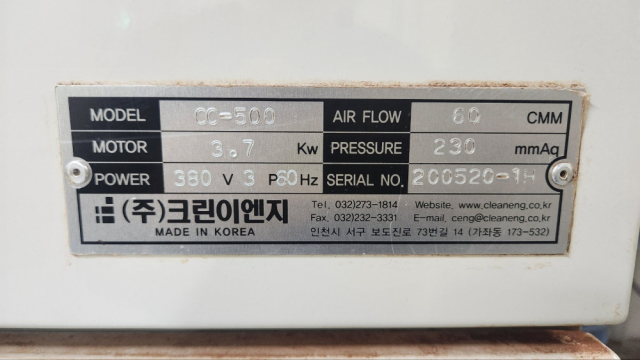 MODEL CC-500 AIR FLOW 60 CMM
MOTOR 3.7 Kw PRESSURE 230 mmAq
POWER 380 V 3 P60Hz SERIAL NO. 200520-1H
(주)크린이엔지
MADE IN KOREA
Tel, 032)273-1814 Website, www.cleaneng.co.kr
Fax, 032)232-3331 E-mail, ceng@cleaneng.co.kr
인천시 서구 보도진로 73번길 14 (가좌동 173-532)